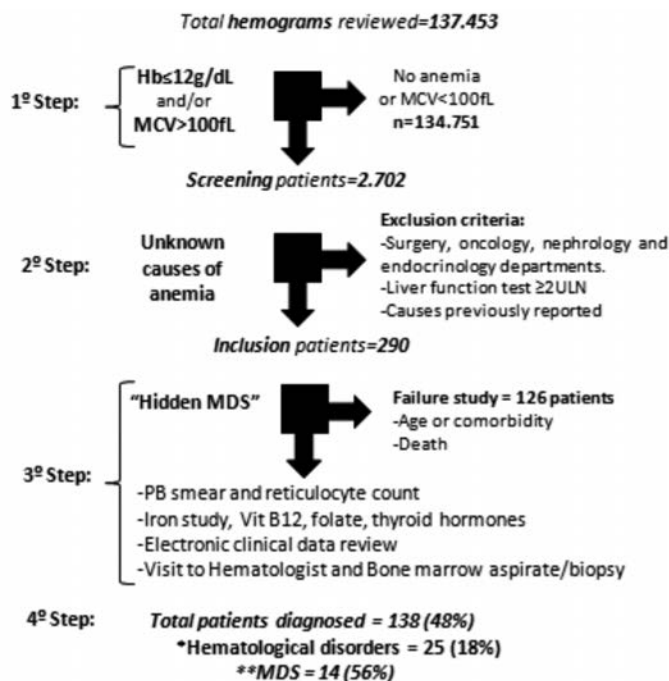 Total hemograms reviewed=137.453
1º Step:
Hb≤12g/dL
and/or
MCV>100fL
No anemia
or MCV<100fL
n=134.751
Screening patients=2.702
2º Step:
Unknown
causes of
anemia
Exclusion criteria:
-Surgery, oncology, nephrology and
endocrinology departments.
-Liver function test ≥2ULN
-Causes previously reported
Inclusion patients=290
3º Step:
“Hidden MDS”
Failure study = 126 patients
-Age or comorbidity
-Death
-PB smear and reticulocyte count
-Iron study, Vit B12, folate, thyroid hormones
-Electronic clinical data review
-Visit to Hematologist and Bone marrow aspirate/biopsy
4º Step:
Total patients diagnosed = 138 (48%)
*Hematological disorders = 25 (18%)
**MDS = 14 (56%)